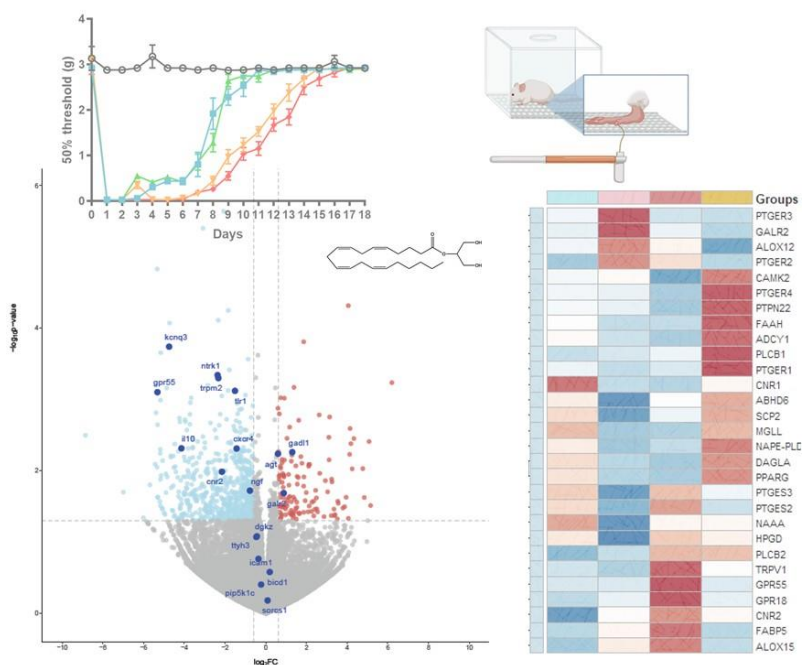 4
3
2
1
0
50% threshold (g)
0 1 2 3 4 5 6 7 8 9 10 11 12 13 14 15 16 17 18
Days
O
O
OH
OH
6
4
2
0
-log10p-value
kcnq3
ntrk1
gpr55
trpm2
tlr1
il10
cxcr4
gadl1
agt
cnr2
ngf
galr2
dgkz
ttyh3
icam1
bicd1
pip5k1c
sorcs1
−10 −8 −6 −4 −2 0 2 4 6 8 10
log2FC
Groups
PTGER3
GALR2
ALOX12
PTGER2
CAMK2
PTGER4
PTPN22
FAAH
ADCY1
PLCB1
PTGER1
CNR1
ABHD6
SCP2
MGLL
NAPE-PLD
DAGLA
PPARG
PTGES3
PTGES2
NAAA
HPGD
PLCB2
TRPV1
GPR55
GPR18
CNR2
FABP5
ALOX15